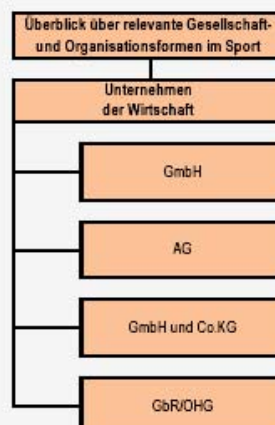 Überblick über relevante Gesellschaft-
und Organisationsformen im Sport
Unternehmen
der Wirtschaft
GmbH
AG
GmbH und Co.KG
GbR/OHG